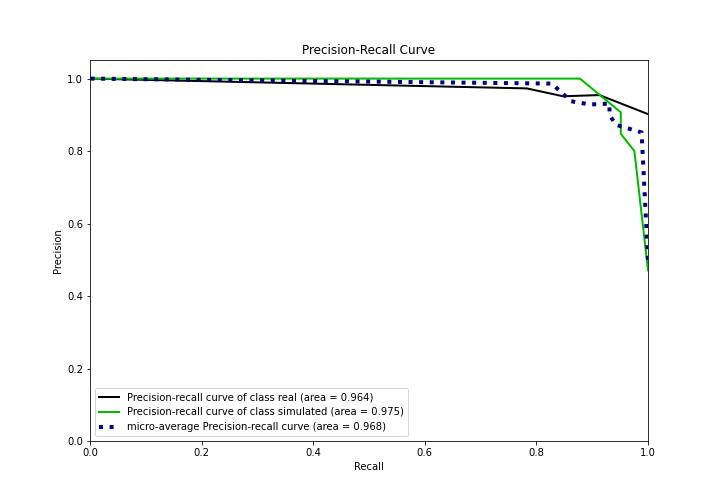 Precision-Recall Curve
1.0
0.8
0.6
0.4
0.2
0.0
Precision
Precision-recall curve of class real (area = 0.964)
Precision-recall curve of class simulated (area = 0.975)
micro-average Precision-recall curve (area = 0.968)
0.0 0.2 0.4 0.6 0.8 1.0
Recall